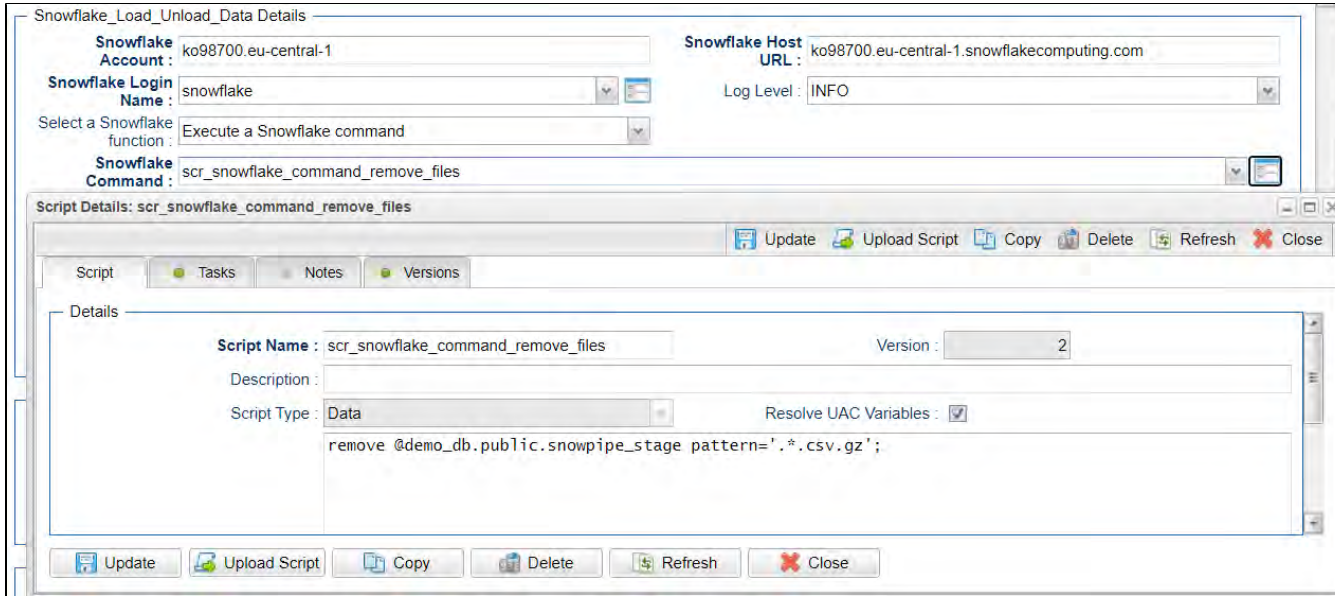 Snowflake_Load_Unload_Data Details
Snowflake Account : ko98700.eu-central-1
Snowflake Host URL : ko98700.eu-central-1.snowflakecomputing.com
Snowflake Login Name : snowflake
Log Level : INFO
Select a Snowflake function : Execute a Snowflake command
Snowflake Command : scr_snowflake_command_remove_files
Script Details: scr_snowflake_command_remove_files
Update Upload Script Copy Delete Refresh Close
Script Tasks Notes Versions
Details
Script Name : scr_snowflake_command_remove_files
Version : 2
Description :
Script Type : Data
Resolve UAC Variables :
remove @demo_db.public.snowpipe_stage pattern='.*.csv.gz';
Update Upload Script Copy Delete Refresh Close